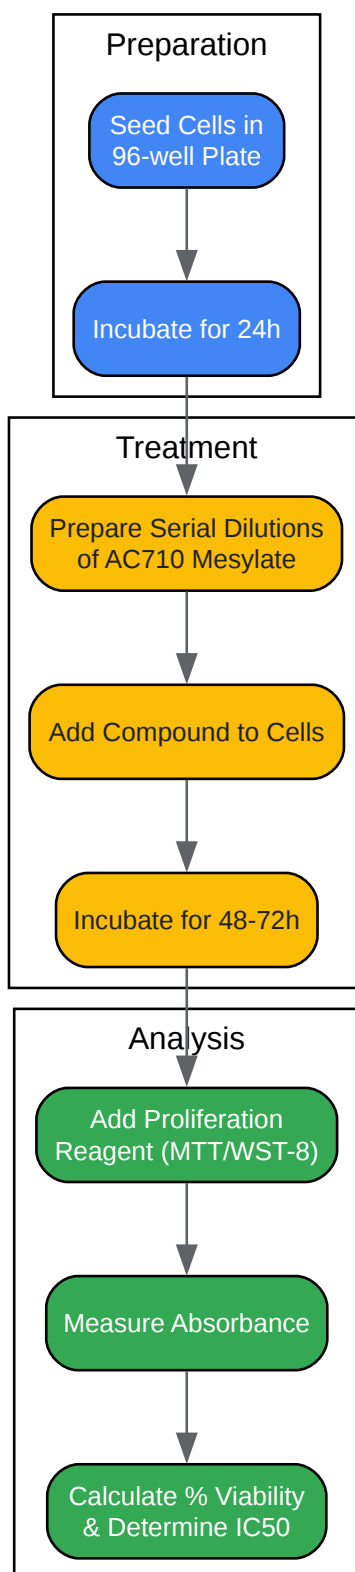 Preparation
Seed Cells in
96-well Plate
Incubate for 24h
Treatment
Prepare Serial Dilutions
of AC710 Mesylate
Add Compound to Cells
Incubate for 48-72h
Analysis
Add Proliferation
Reagent (MTT/WST-8)
Measure Absorbance
Calculate % Viability
& Determine IC50